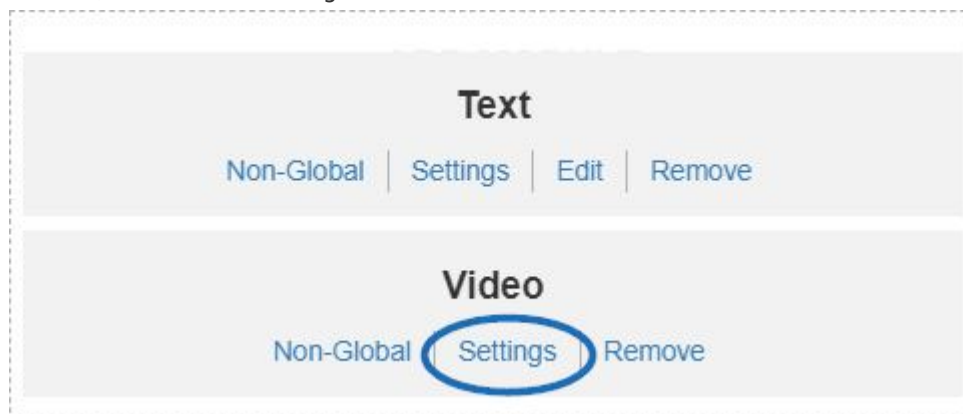 Text
Non-Global | Settings | Edit | Remove
Video
Non-Global | Settings | Remove